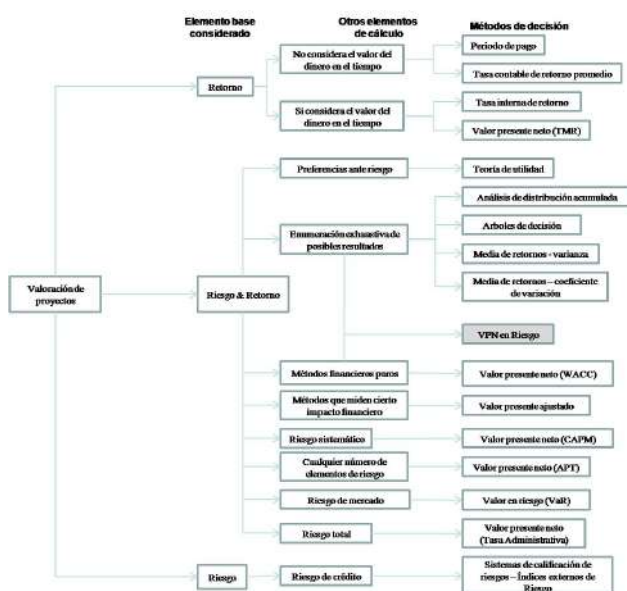 Elemento base
considerado
Otros elementos
de cálculo
Métodos de decisión
Valoración de
proyectos
Retorno
No considera el valor del
dinero en el tiempo
Periodo de pago
Tasa contable de retorno promedio
Si considera el valor del
dinero en el tiempo
Tasa interna de retorno
Valor presente neto (TMR)
Riesgo & Retorno
Preferencias ante riesgo
Teoría de utilidad
Enumeración exhaustiva de
posibles resultados
Análisis de distribución acumulada
Arboles de decisión
Media de retornos - varianza
Media de retornos – coeficiente
de variación
VPN en Riesgo
Métodos financieros puros
Valor presente neto (WACC)
Métodos que miden cierto
impacto financiero
Valor presente ajustado
Riesgo sistemático
Valor presente neto (CAPM)
Cualquier número de
elementos de riesgo
Valor presente neto (APT)
Riesgo de mercado
Valor en riesgo (VaR)
Riesgo total
Valor presente neto
(Tasa Administrativa)
Riesgo
Riesgo de crédito
Sistemas de calificación de
riesgos – Índices externos de
Riesgo